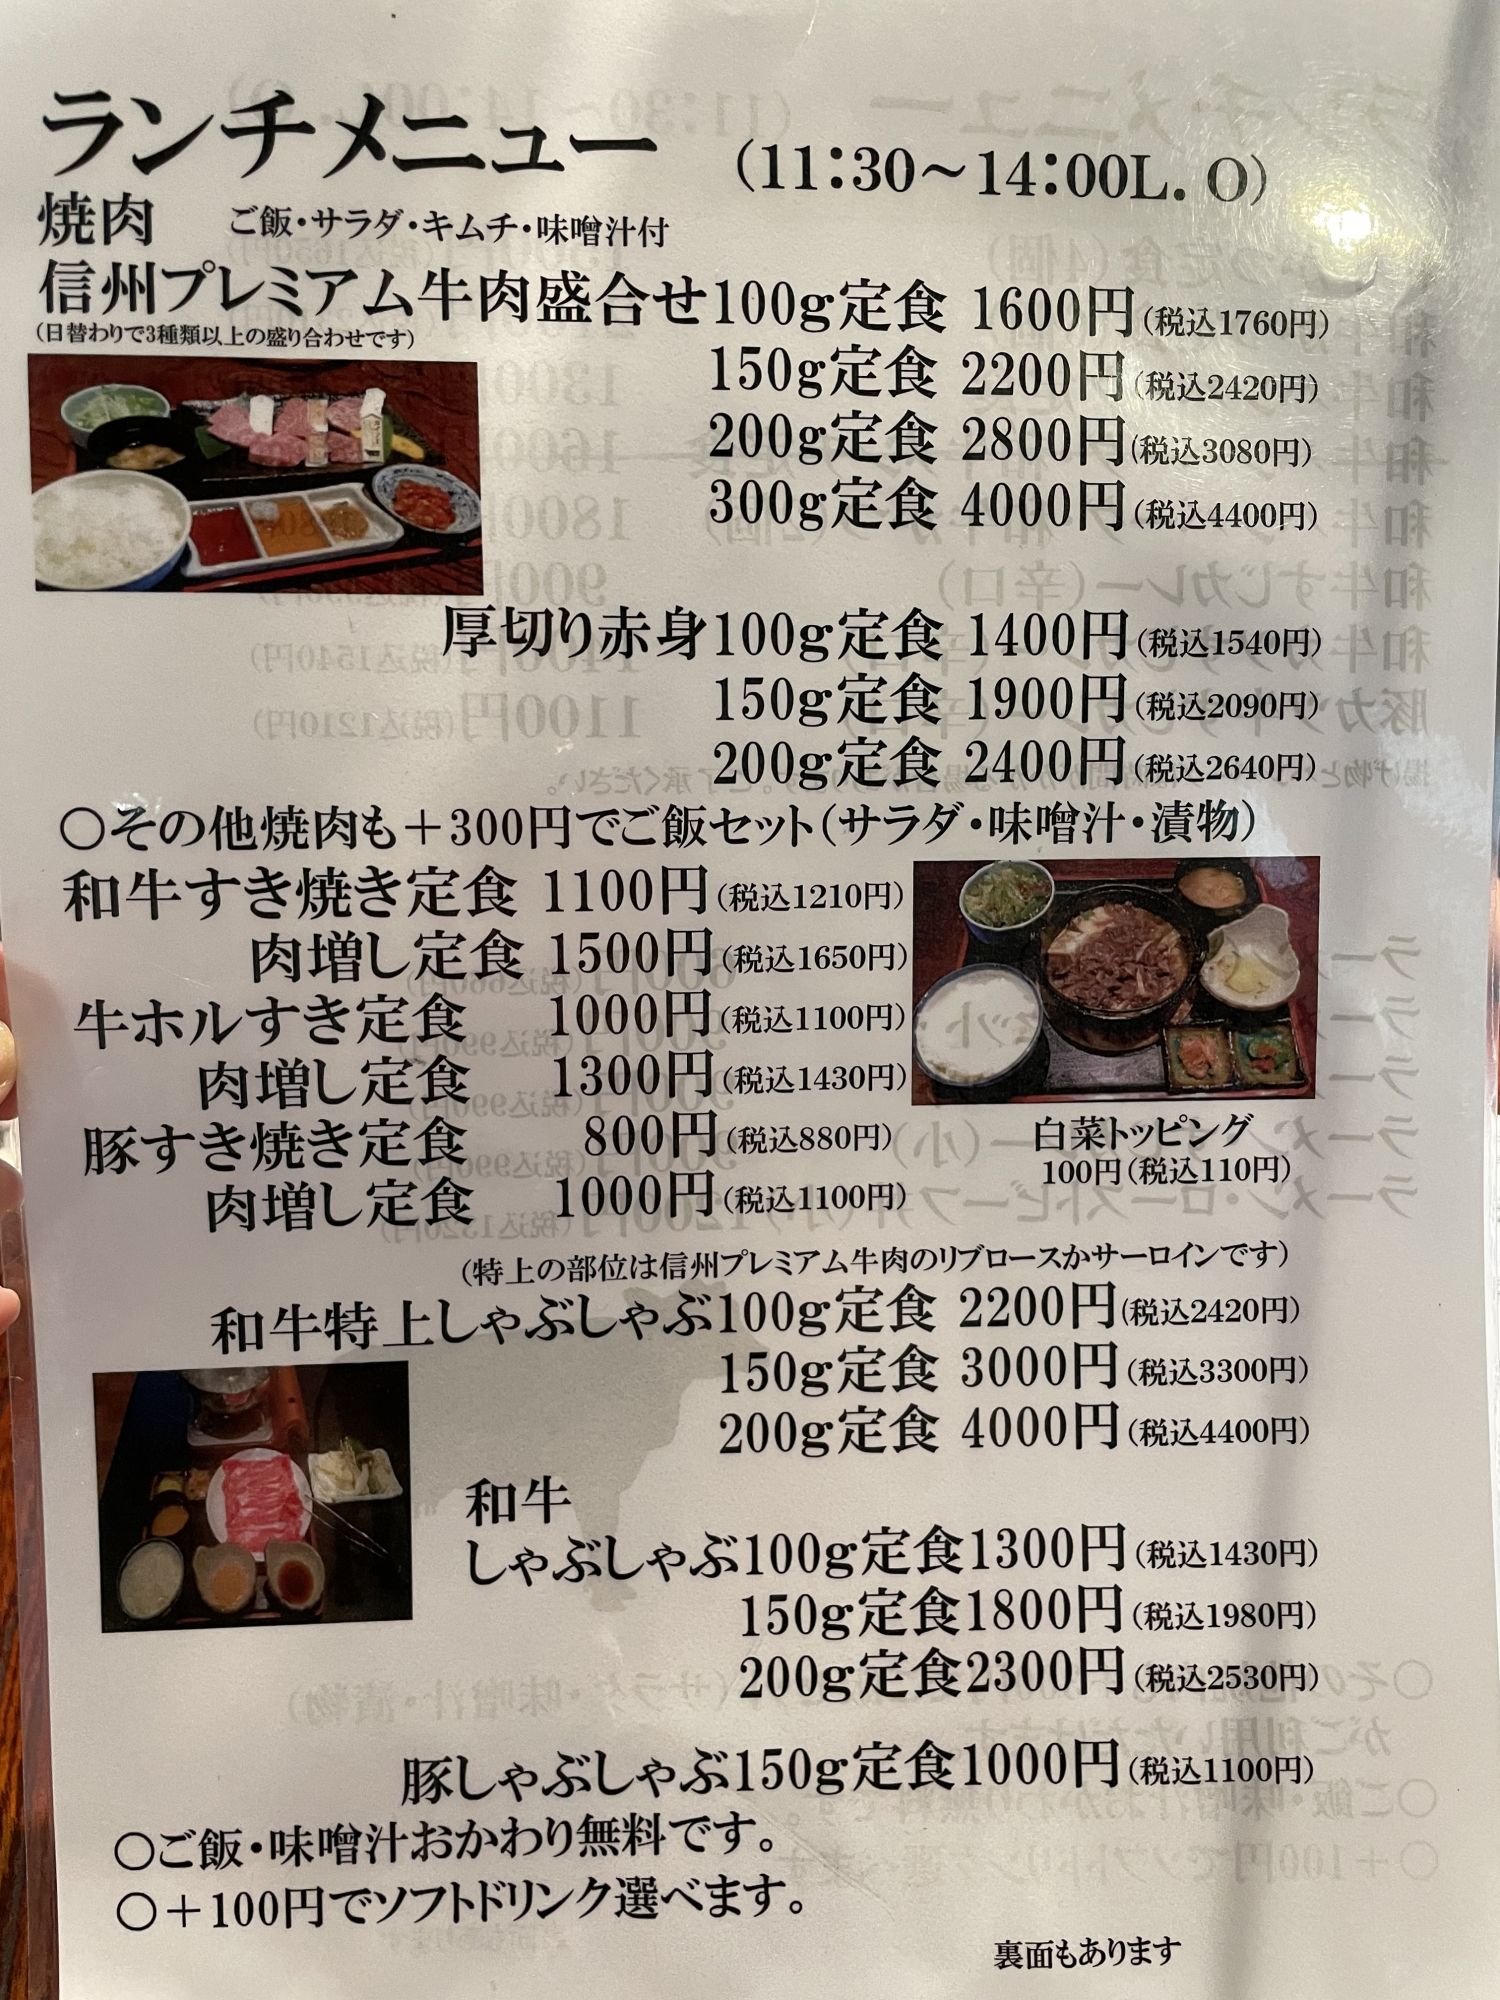 ランチメニュー (11:30～14:00L. O)
焼肉 ご飯・サラダ・キムチ・味噌汁付
信州プレミアム牛肉盛合せ100g定食 1600円(税込1760円)
(日替わりで3種類以上の盛り合わせです)
150g定食 2200円(税込2420円)
200g定食 2800円(税込3080円)
300g定食 4000円(税込4400円)
厚切り赤身100g定食 1400円(税込1540円)
150g定食 1900円(税込2090円)
200g定食 2400円(税込2640円)
○その他焼肉も＋300円でご飯セット(サラダ・味噌汁・漬物)
和牛すき焼き定食 1100円(税込1210円)
肉増し定食 1500円(税込1650円)
牛ホルすき定食 1000円(税込1100円)
肉増し定食 1300円(税込1430円)
豚すき焼き定食 800円(税込880円)
肉増し定食 1000円(税込1100円)
白菜トッピング
100円(税込110円)
(特上の部位は信州プレミアム牛肉のリブロースかサーロインです)
和牛特上しゃぶしゃぶ100g定食 2200円(税込2420円)
150g定食 3000円(税込3300円)
200g定食 4000円(税込4400円)
和牛
しゃぶしゃぶ100g定食1300円(税込1430円)
150g定食1800円(税込1980円)
200g定食2300円(税込2530円)
豚しゃぶしゃぶ150g定食1000円(税込1100円)
○ご飯・味噌汁おかわり無料です。
○＋100円でソフトドリンク選べます。
裏面もあります